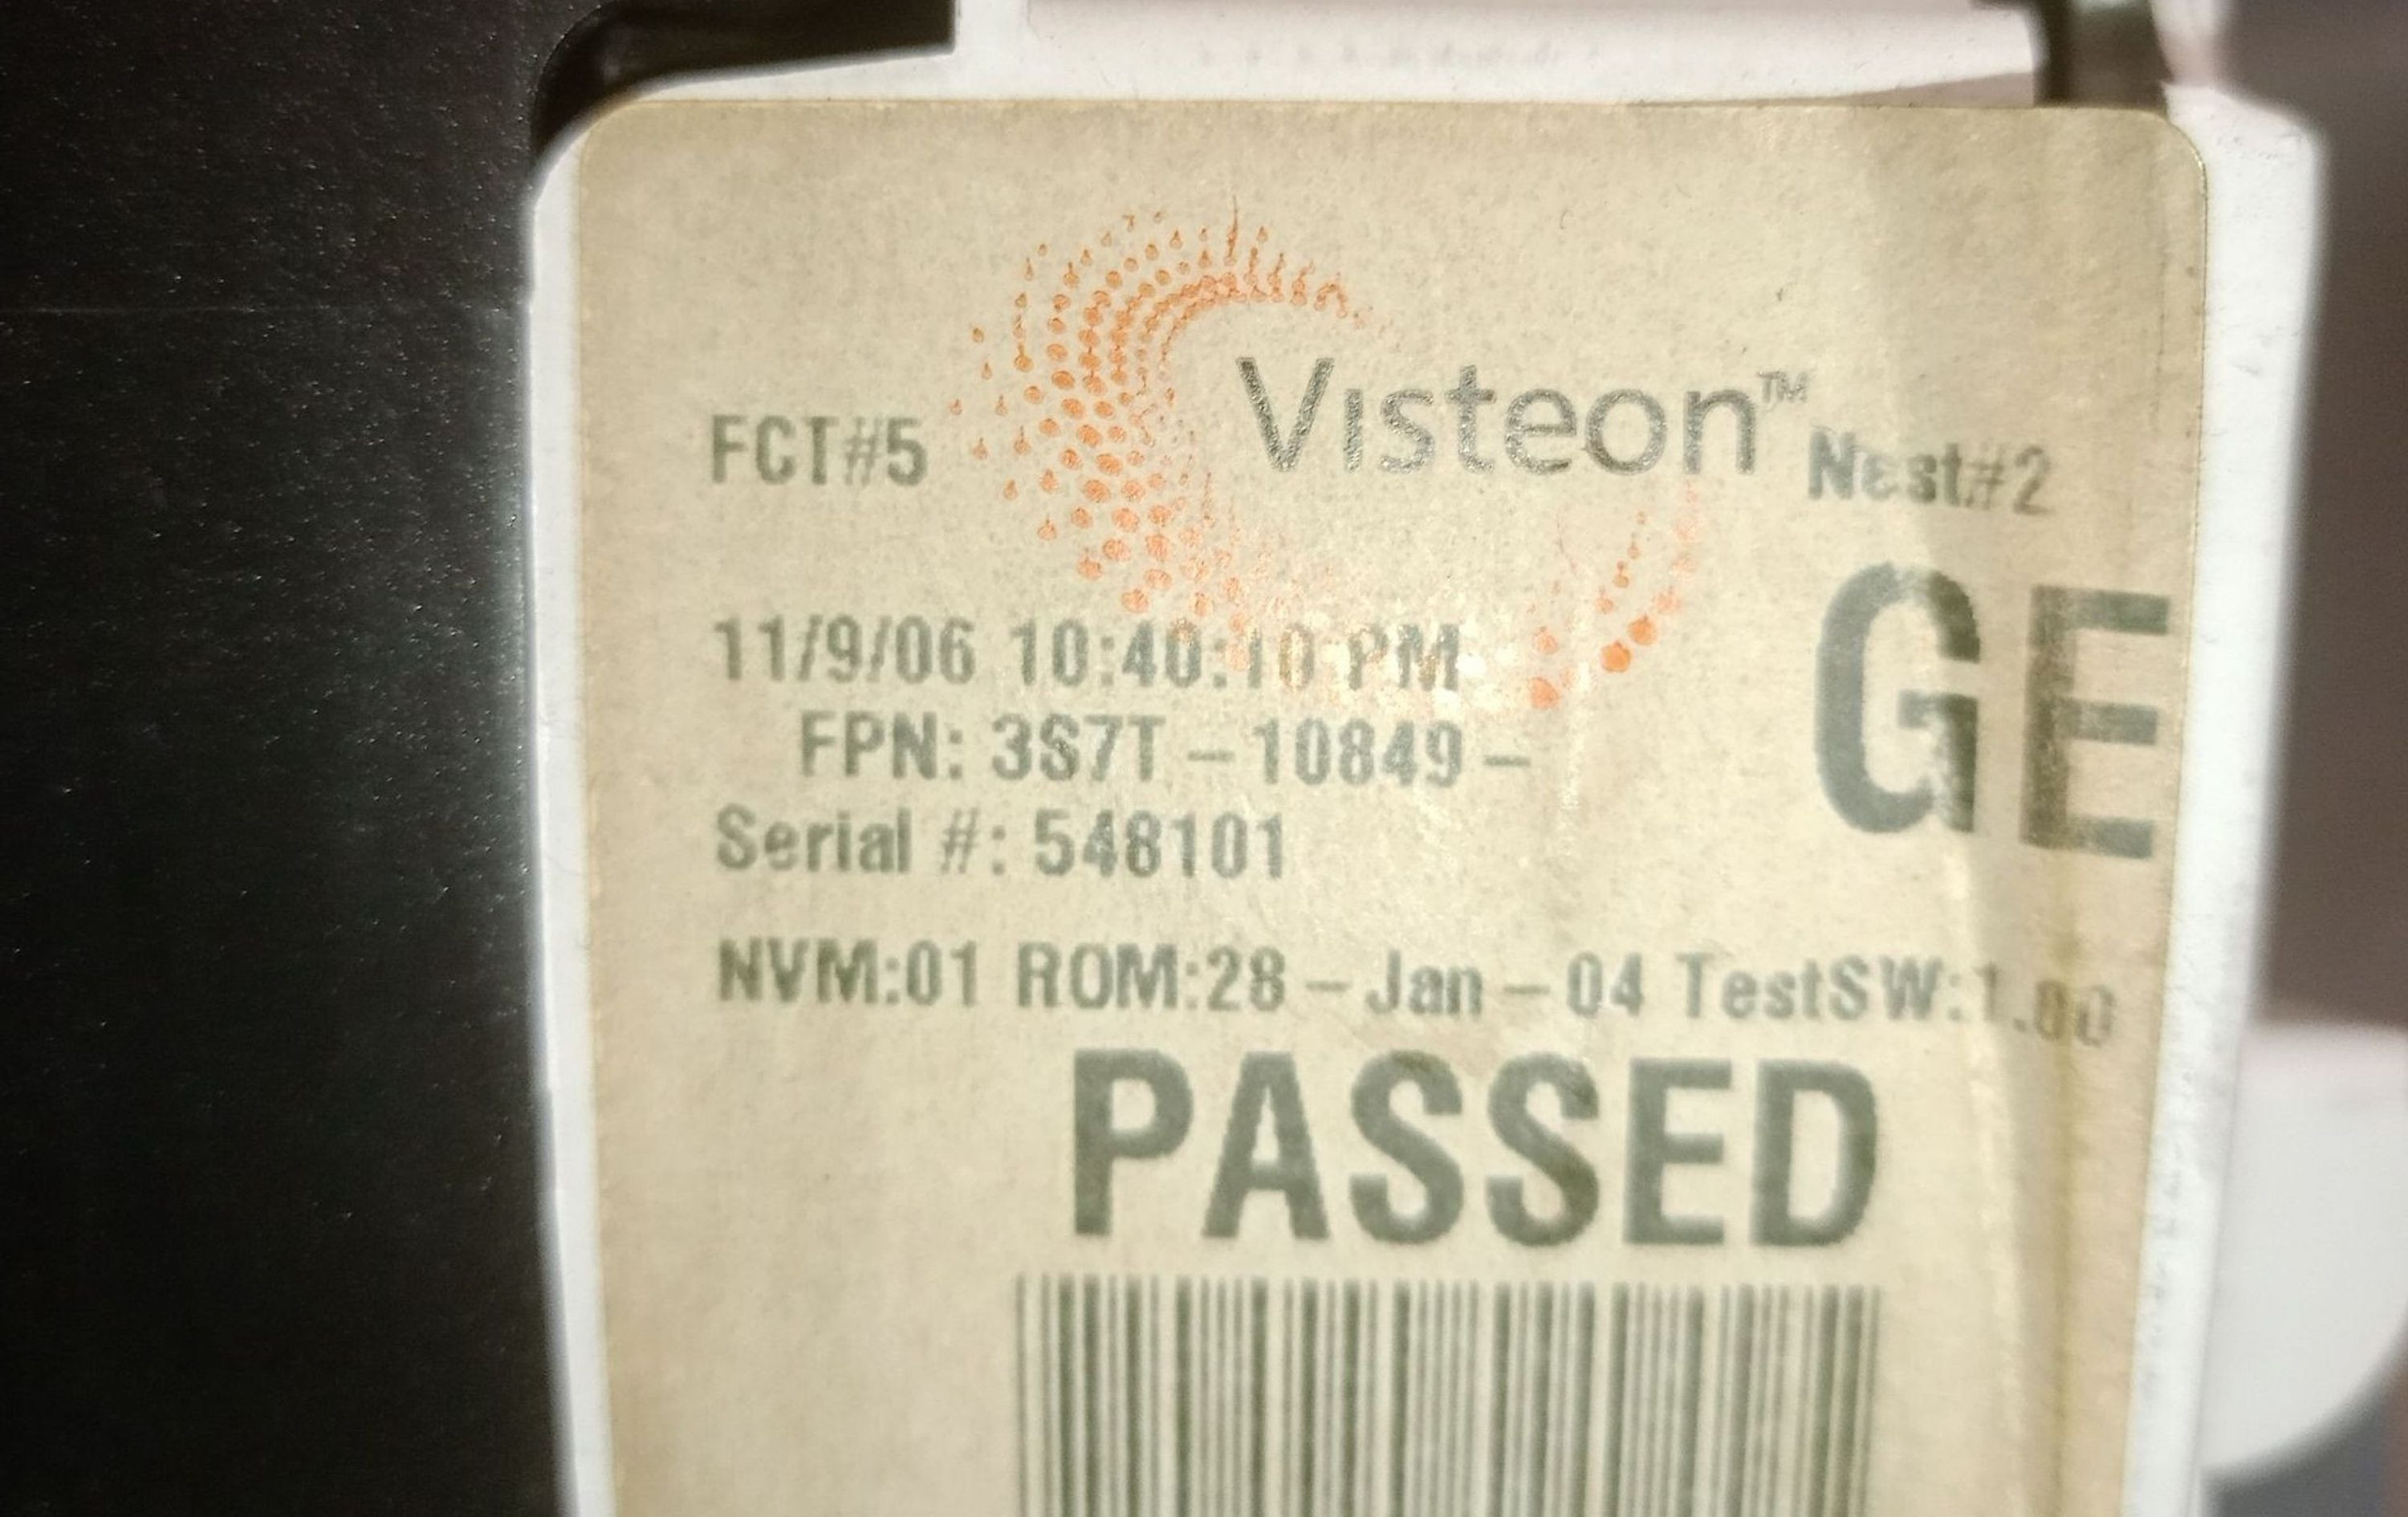 Visteon™
FCT#5
Nest#2
11/9/06 10:40:10 PM
FPN: 3S7T – 10849 –
GE
Serial #: 548101
NVM:01 ROM:28 – Jan – 04 TestSW:1.00
PASSED